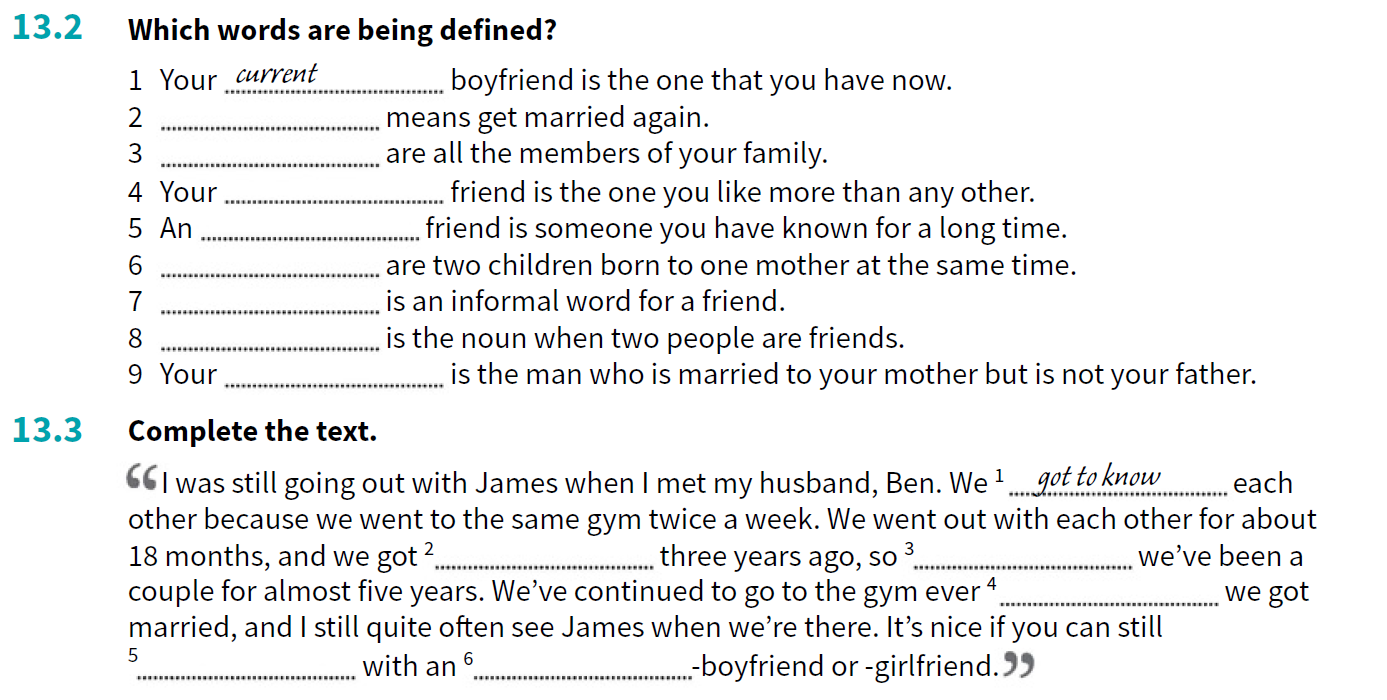 13.2 Which words are being defined?
1 Your current boyfriend is the one that you have now.
2 ........................................ means get married again.
3 ........................................ are all the members of your family.
4 Your ........................................ friend is the one you like more than any other.
5 An ........................................ friend is someone you have known for a long time.
6 ........................................ are two children born to one mother at the same time.
7 ........................................ is an informal word for a friend.
8 ........................................ is the noun when two people are friends.
9 Your ........................................ is the man who is married to your mother but is not your father.
13.3 Complete the text.
“I was still going out with James when I met my husband, Ben. We 1 got to know each
other because we went to the same gym twice a week. We went out with each other for about
18 months, and we got 2 ........................................ three years ago, so 3 ........................................ we’ve been a
couple for almost five years. We’ve continued to go to the gym ever 4 ........................................ we got
married, and I still quite often see James when we’re there. It’s nice if you can still
5 ........................................ with an 6 ........................................-boyfriend or -girlfriend.”